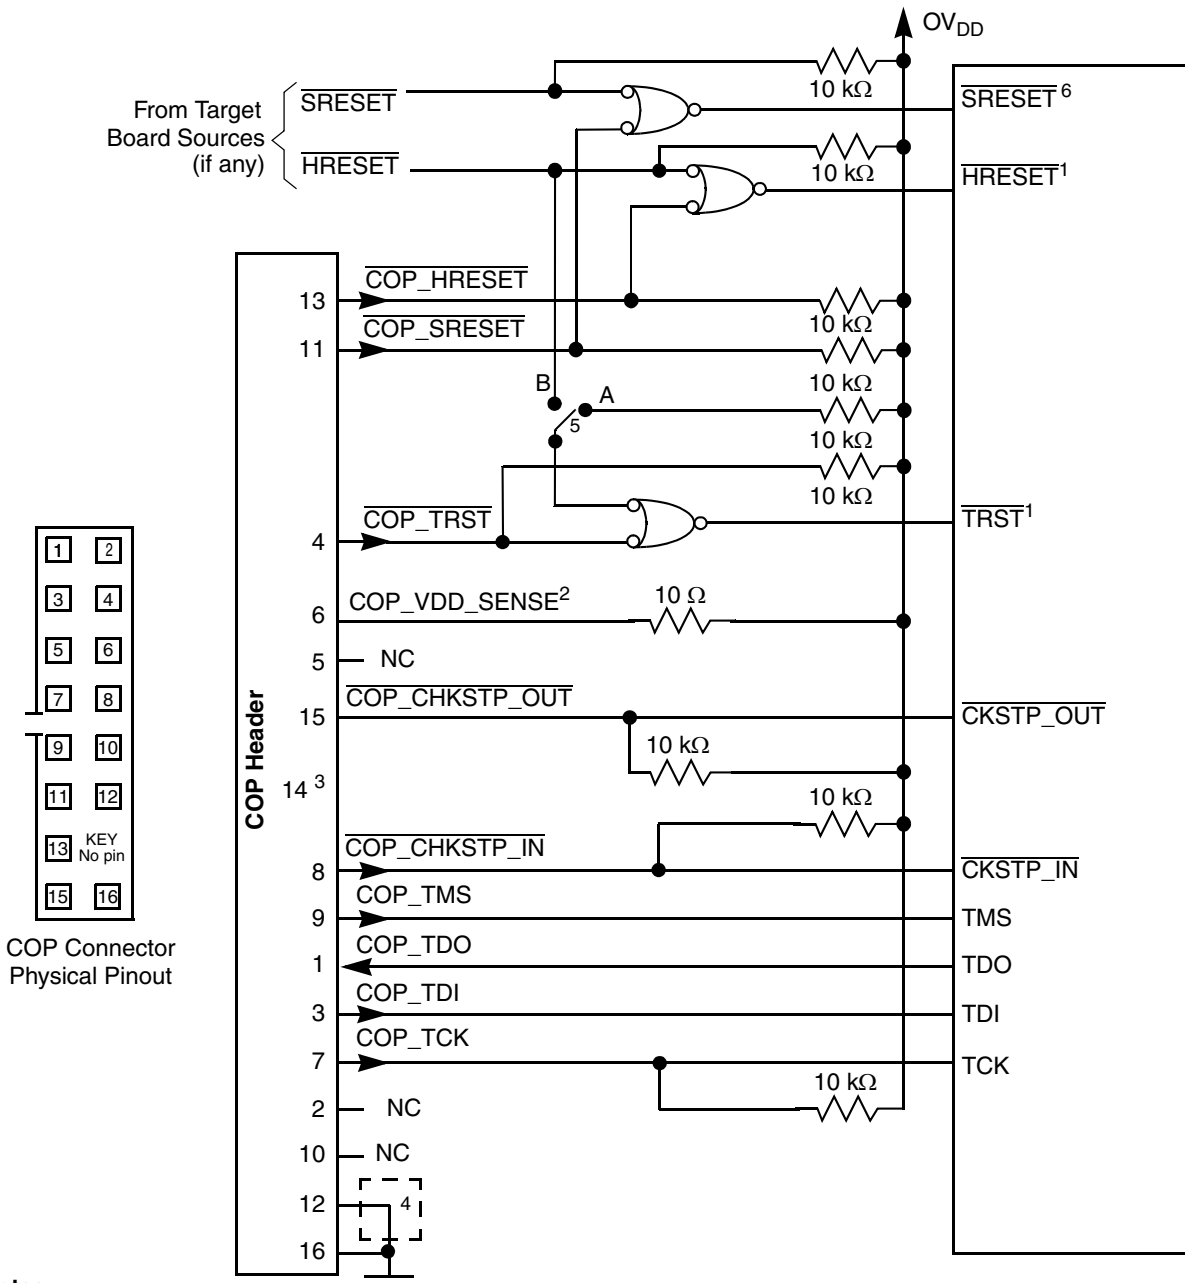 OVDD
10 kΩ
From Target
Board Sources
(if any)
SRESET
SRESET6
HRESET
10 kΩ
HRESET1
13
COP_HRESET
10 kΩ
11
COP_SRESET
10 kΩ
B
A
5
10 kΩ
10 kΩ
4
COP_TRST
TRST1
6
COP_VDD_SENSE2
10 Ω
5
NC
15
COP_CHKSTP_OUT
CKSTP_OUT
10 kΩ
14 3
10 kΩ
8
COP_CHKSTP_IN
CKSTP_IN
9
COP_TMS
TMS
1
COP_TDO
TDO
3
COP_TDI
TDI
7
COP_TCK
TCK
10 kΩ
2
NC
10
NC
12
4
16
COP Header
1 2
3 4
5 6
7 8
9 10
11 12
13 KEY
No pin
15 16
COP Connector
Physical Pinout